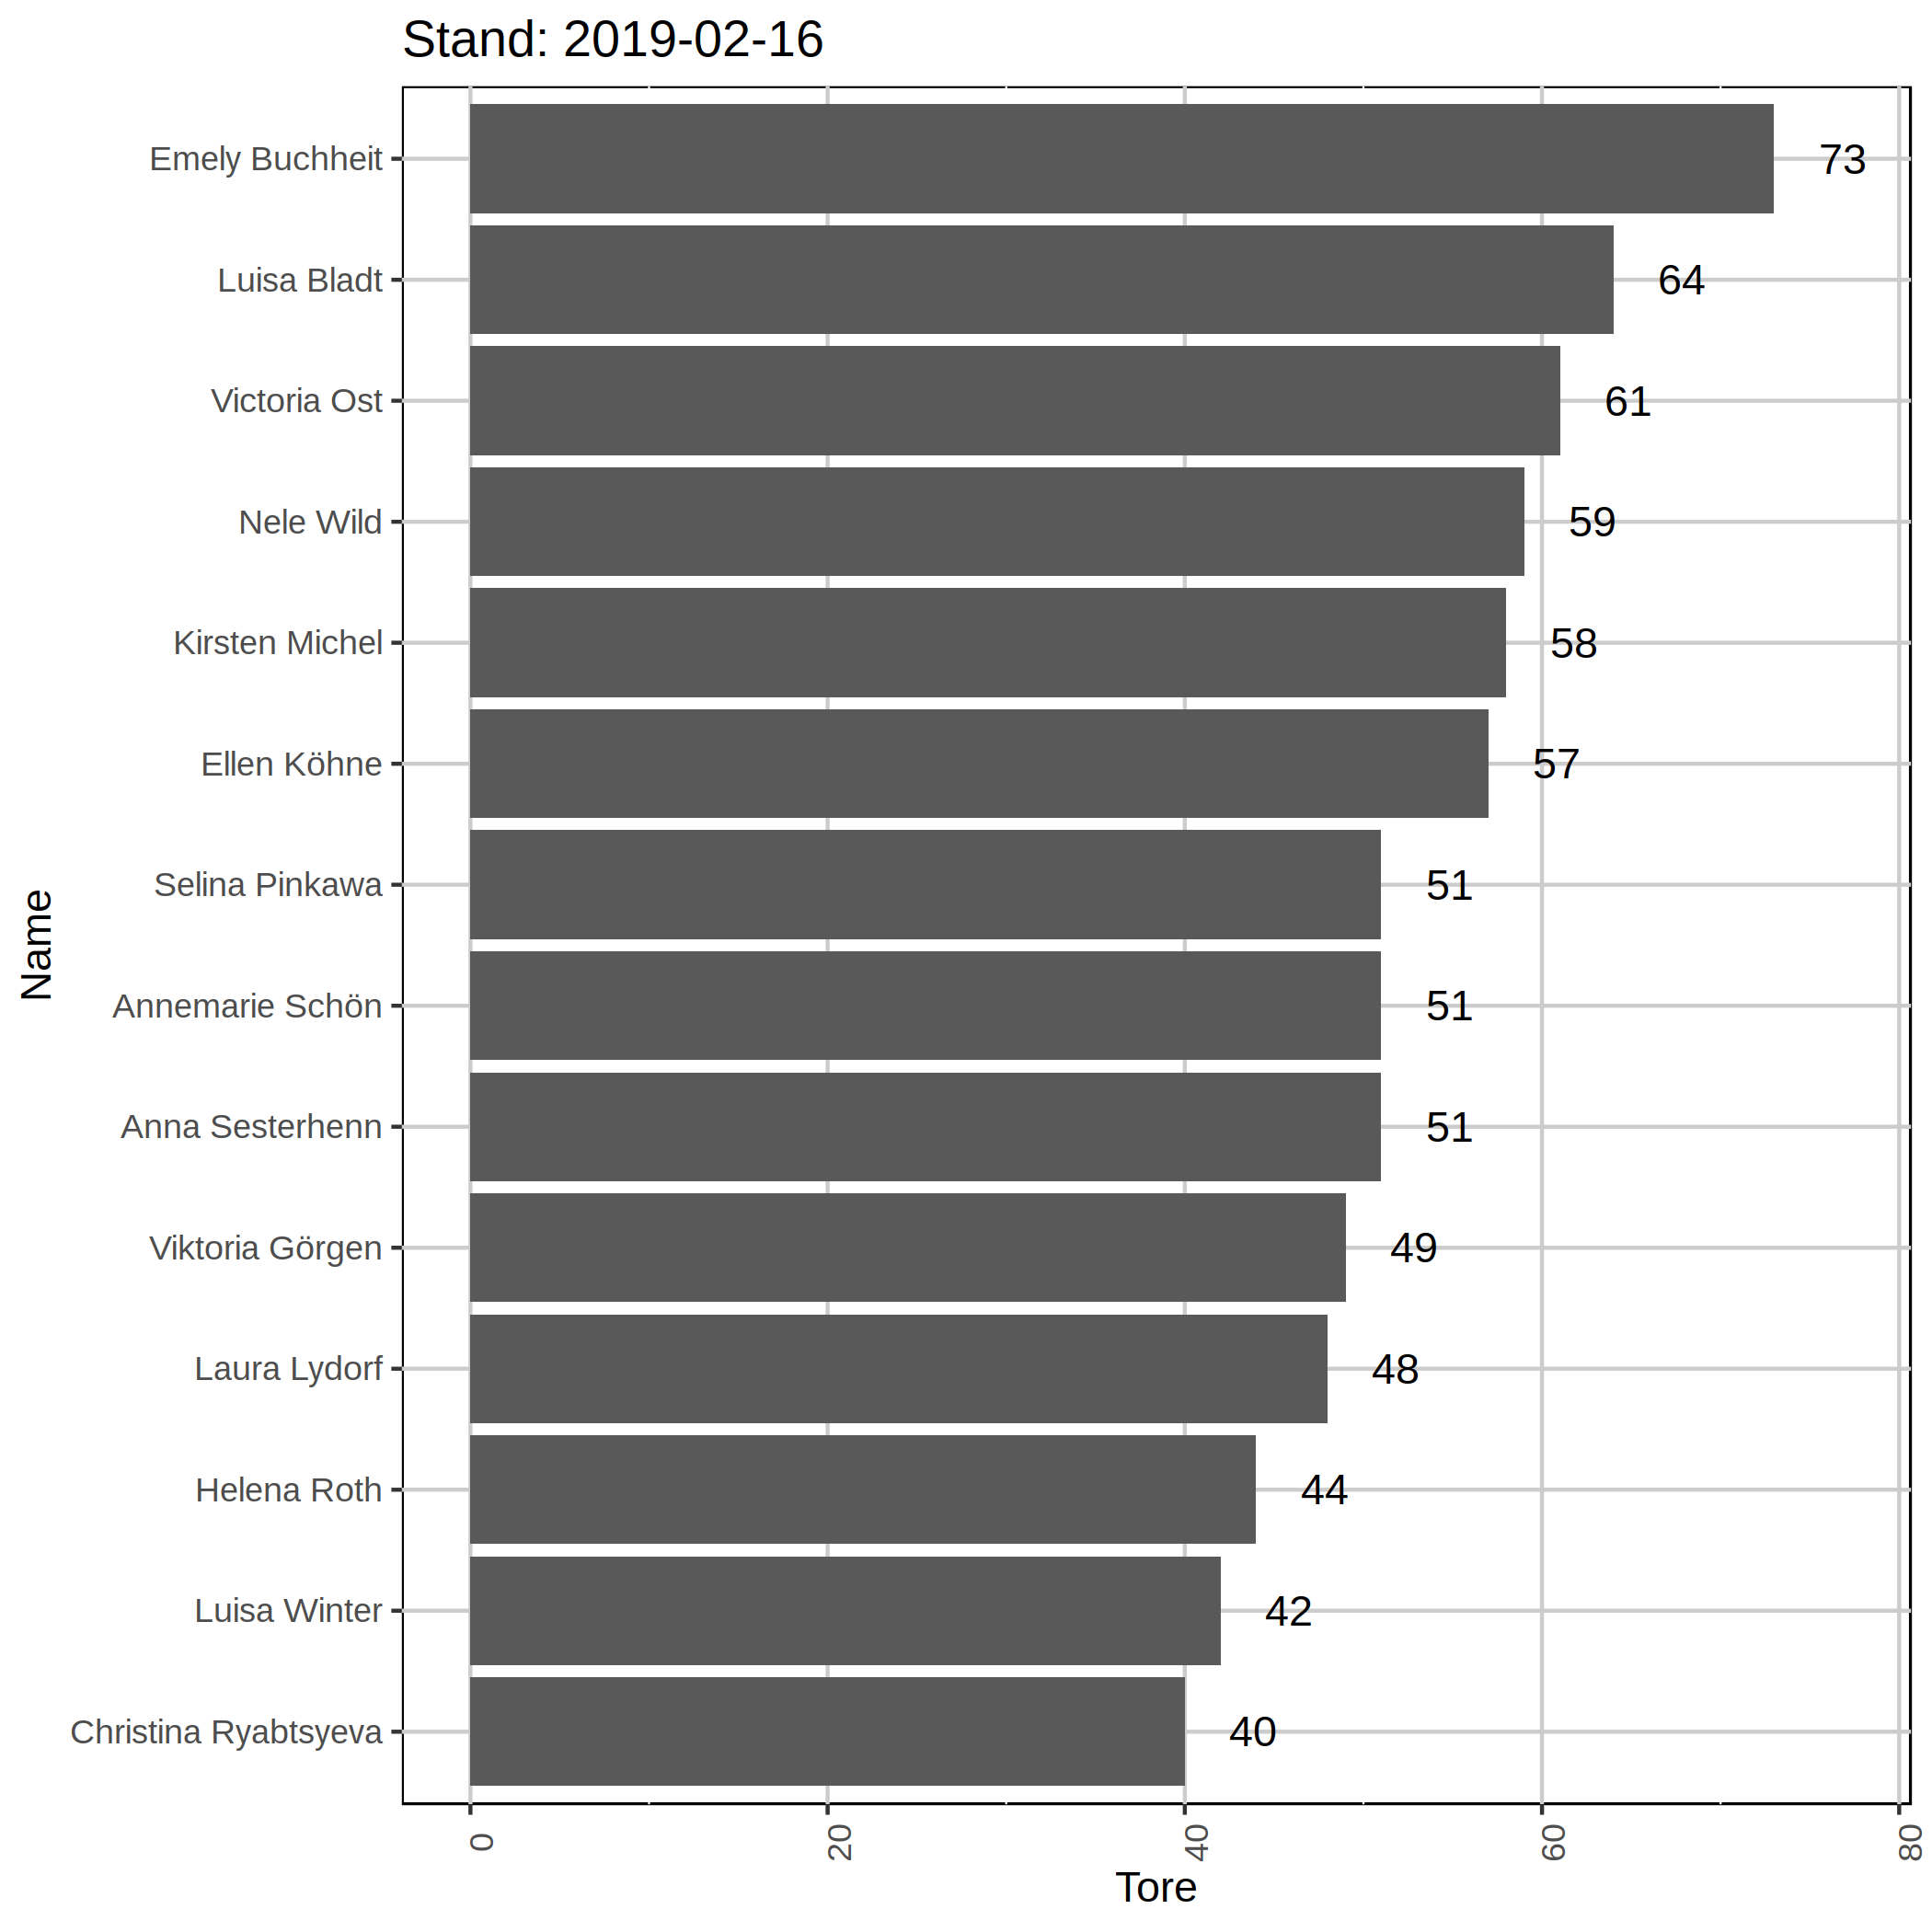 Stand: 2019-02-16
Name
Emely Buchheit 73
Luisa Bladt 64
Victoria Ost 61
Nele Wild 59
Kirsten Michel 58
Ellen Köhne 57
Selina Pinkawa 51
Annemarie Schön 51
Anna Sesterhenn 51
Viktoria Görgen 49
Laura Lydorf 48
Helena Roth 44
Luisa Winter 42
Christina Ryabtsyeva 40
0 20 40 60 80
Tore